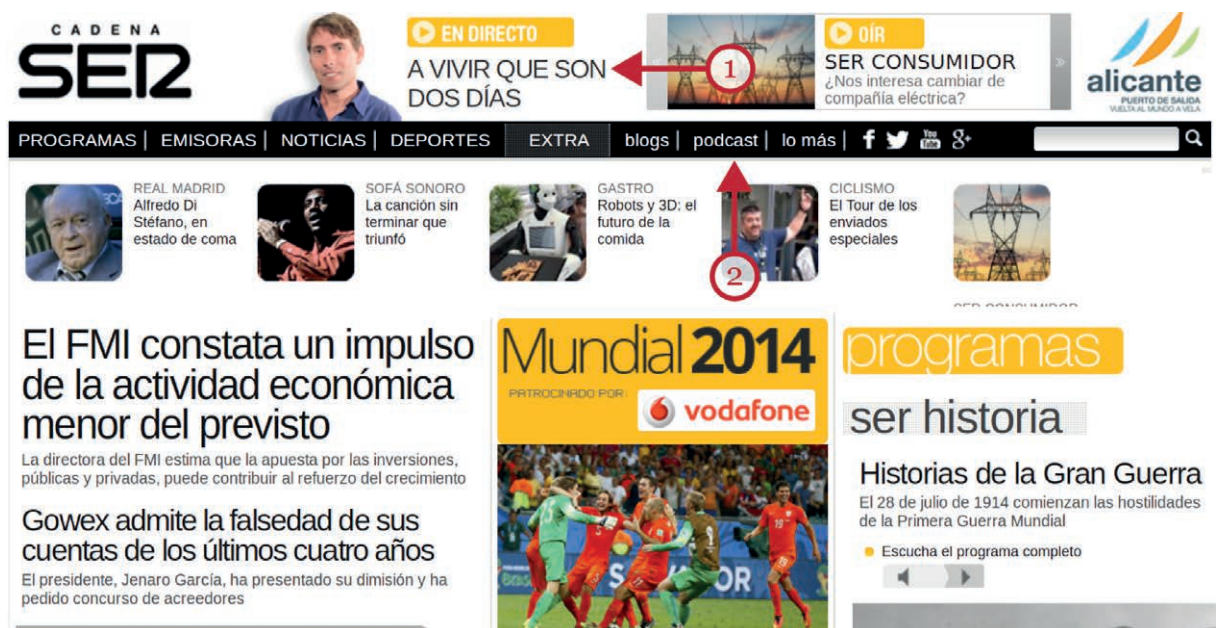 CADENA
SER
EN DIRECTO
A VIVIR QUE SON
DOS DÍAS
1
OÍR
SER CONSUMIDOR
¿Nos interesa cambiar de
compañía eléctrica?
alicante
PUERTO DE SALIDA
VUELTA AL MUNDO A VELA
PROGRAMAS | EMISORAS | NOTICIAS | DEPORTES EXTRA blogs | podcast | lo más | f You Tube g+
REAL MADRID
Alfredo Di
Stéfano, en
estado de coma
SOFÁ SONORO
La canción sin
terminar que
triunfó
GASTRO
Robots y 3D: el
futuro de la
comida
2
CICLISMO
El Tour de los
enviados
especiales
SER CONSUMIDOR
El FMI constata un impulso
de la actividad económica
menor del previsto
La directora del FMI estima que la apuesta por las inversiones,
públicas y privadas, puede contribuir al refuerzo del crecimiento
Gowex admite la falsedad de sus
cuentas de los últimos cuatro años
El presidente, Jenaro García, ha presentado su dimisión y ha
pedido concurso de acreedores
Mundial 2014
PATROCINADO POR:
vodafone
SALVADOR
programas
ser historia
Historias de la Gran Guerra
El 28 de julio de 1914 comienzan las hostilidades
de la Primera Guerra Mundial
Escucha el programa completo